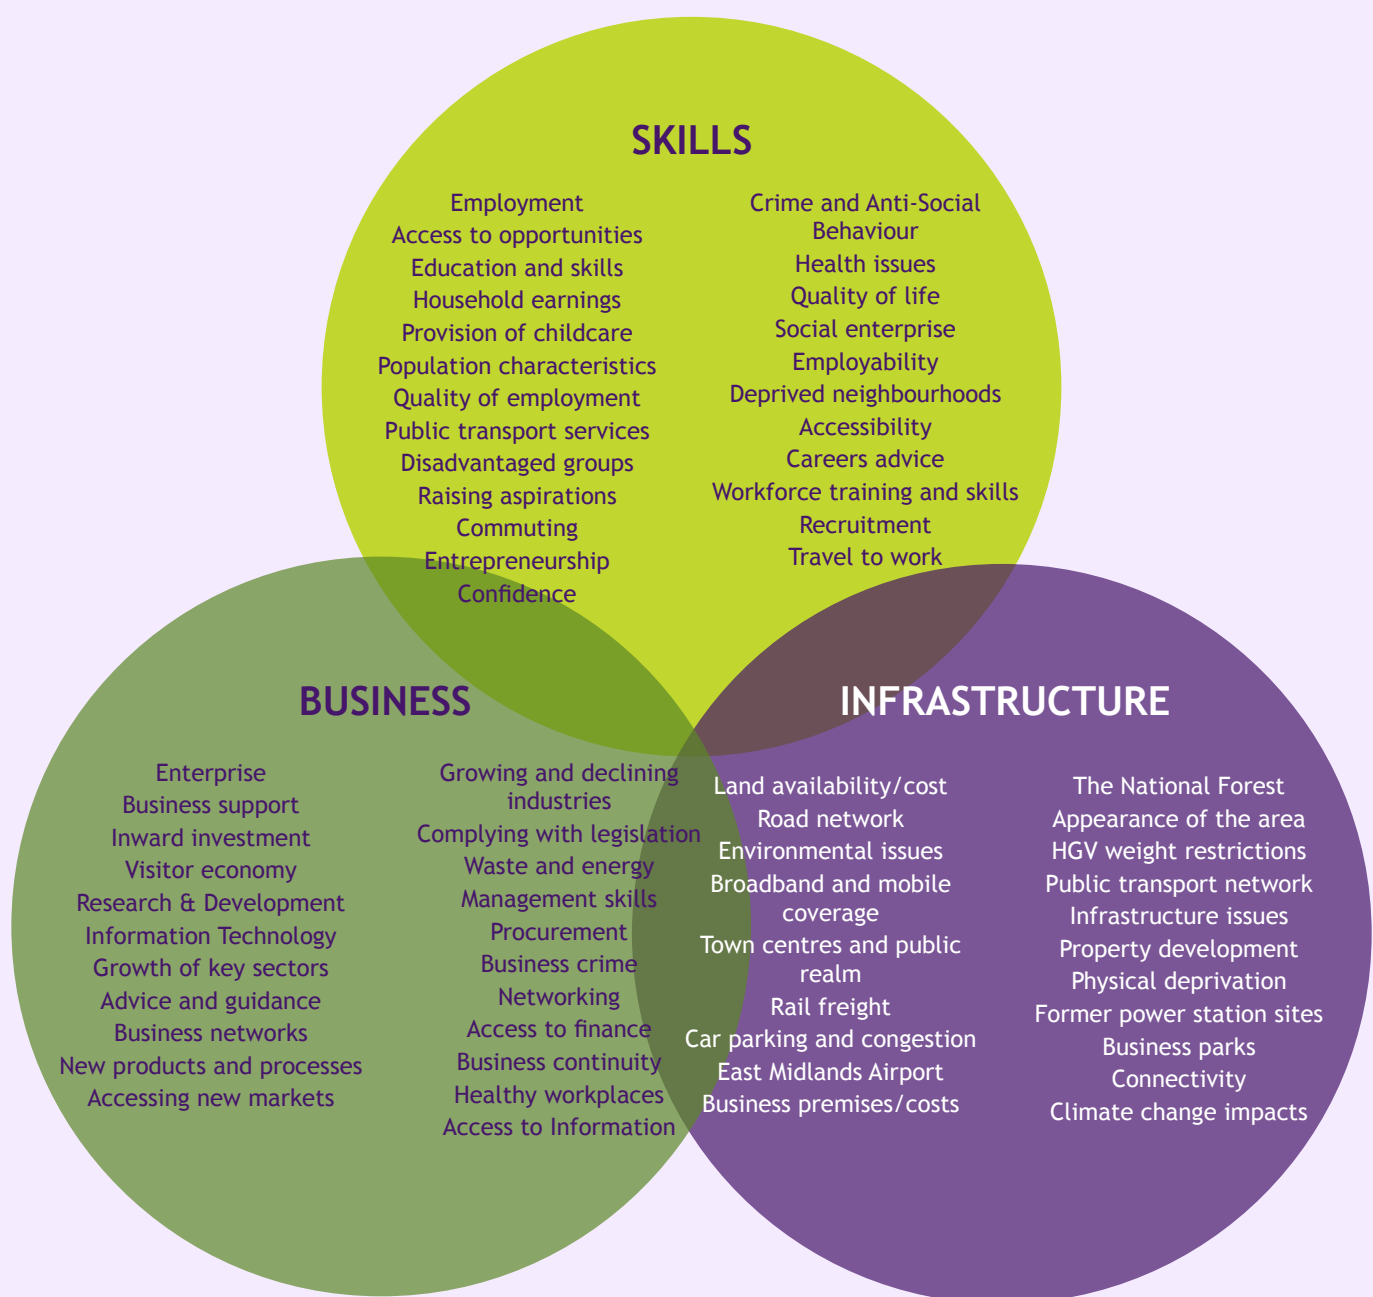 SKILLS
Employment
Access to opportunities
Education and skills
Household earnings
Provision of childcare
Population characteristics
Quality of employment
Public transport services
Disadvantaged groups
Raising aspirations
Commuting
Entrepreneurship
Confidence
Crime and Anti-Social
Behaviour
Health issues
Quality of life
Social enterprise
Employability
Deprived neighbourhoods
Accessibility
Careers advice
Workforce training and skills
Recruitment
Travel to work
BUSINESS
Enterprise
Business support
Inward investment
Visitor economy
Research & Development
Information Technology
Growth of key sectors
Advice and guidance
Business networks
New products and processes
Accessing new markets
Growing and declining
industries
Complying with legislation
Waste and energy
Management skills
Procurement
Business crime
Networking
Access to finance
Business continuity
Healthy workplaces
Access to Information
INFRASTRUCTURE
Land availability/cost
Road network
Environmental issues
Broadband and mobile
coverage
Town centres and public
realm
Rail freight
Car parking and congestion
East Midlands Airport
Business premises/costs
The National Forest
Appearance of the area
HGV weight restrictions
Public transport network
Infrastructure issues
Property development
Physical deprivation
Former power station sites
Business parks
Connectivity
Climate change impacts